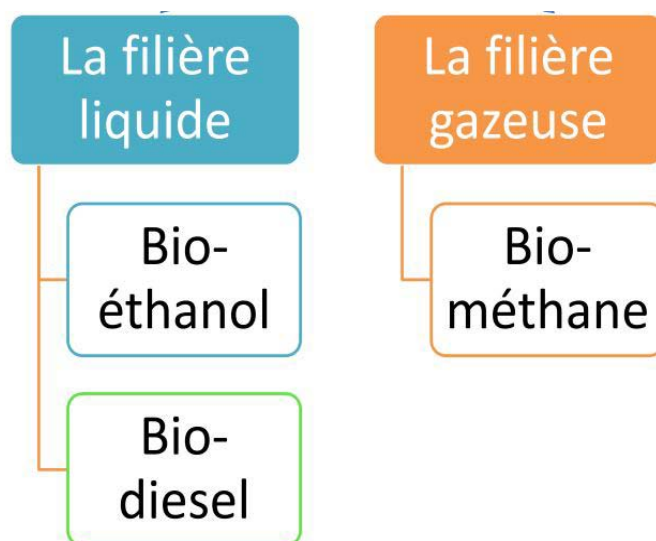 La filière
liquide
Bio-
éthanol
Bio-
diesel
La filière
gazeuse
Bio-
méthane